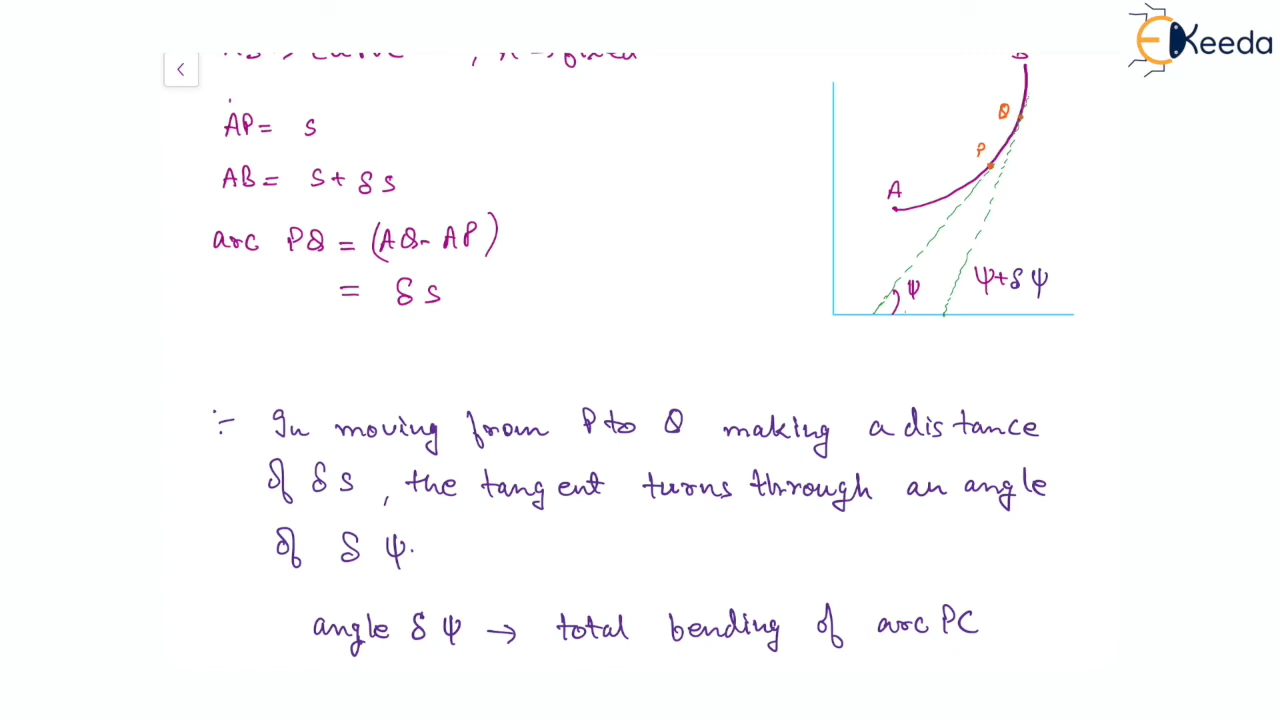 EKeeda
AP = s
AB = s + δs
arc PQ = (AQ - AP)
= δs
B
Q
P
A
ψ
ψ+δψ
∵ In moving from P to Q making a distance
of δs, the tangent turns through an angle
of δψ.
angle δψ → total bending of arc PC